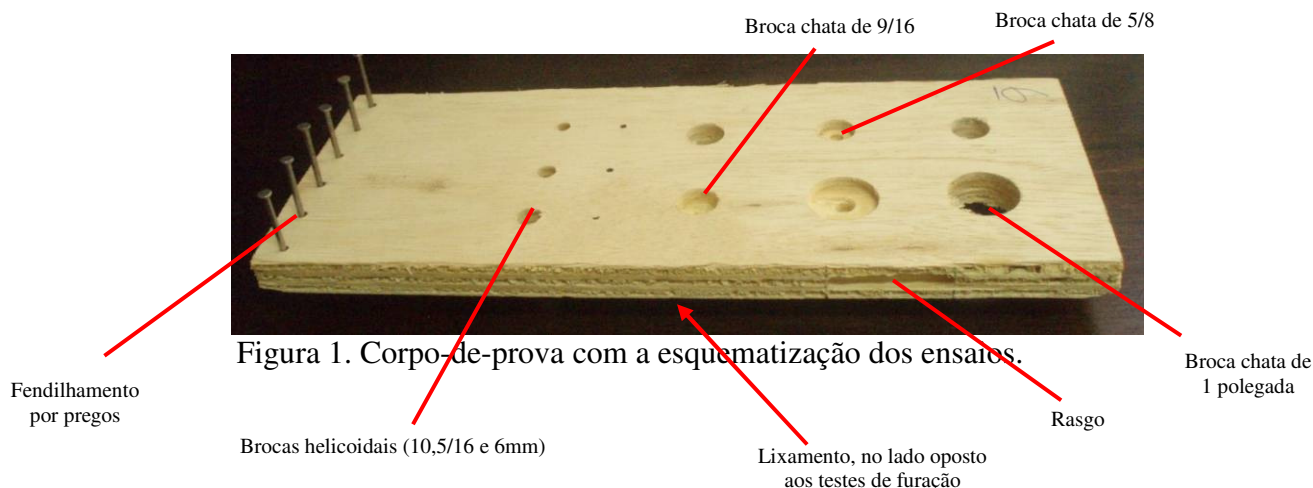 Broca chata de 9/16
Broca chata de 5/8
Figura 1. Corpo-de-prova com a esquematização dos ensaios.
Fendilhamento
por pregos
Brocas helicoidais (10,5/16 e 6mm)
Lixamento, no lado oposto
aos testes de furação
Rasgo
Broca chata de
1 polegada